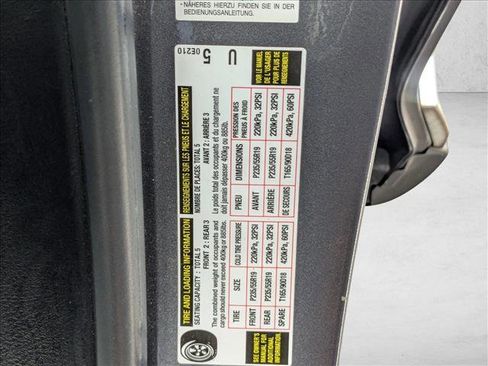 · NÄHERES HIERZU FINDEN SIE IN DER
BEDIENUNGSANLEITUNG.
0E210
5
U
TIRE AND LOADING INFORMATION
RENSEIGNEMENTS SUR LES PNEUS ET LE CHARGEMENT
SEATING CAPACITY : TOTAL 5
FRONT 2 : REAR 3
NOMBRE DE PLACES: TOTAL 5
AVANT 2 : ARRIÈRE 3
The combined weight of occupants and
cargo should never exceed 400kg or 885lbs.
Le poids total des occupants et du chargement ne
doit jamais dépasser 400kg ou 885lb.
TIRE SIZE COLD TIRE PRESSURE
FRONT P235/55R19 220kPa, 32PSI
REAR P235/55R19 220kPa, 32PSI
SPARE T165/90D18 420kPa, 60PSI
PNEU DIMENSIONS PRESSION DES
PNEUS À FROID
AVANT P235/55R19 220kPa, 32PSI
ARRIÈRE P235/55R19 220kPa, 32PSI
DE SECOURS T165/90D18 420kPa, 60PSI
SEE OWNER'S
MANUAL FOR
ADDITIONAL
INFORMATION
VOIR LE MANUEL
DE L'USAGER
POUR PLUS DE
RENSEIGNEMENTS